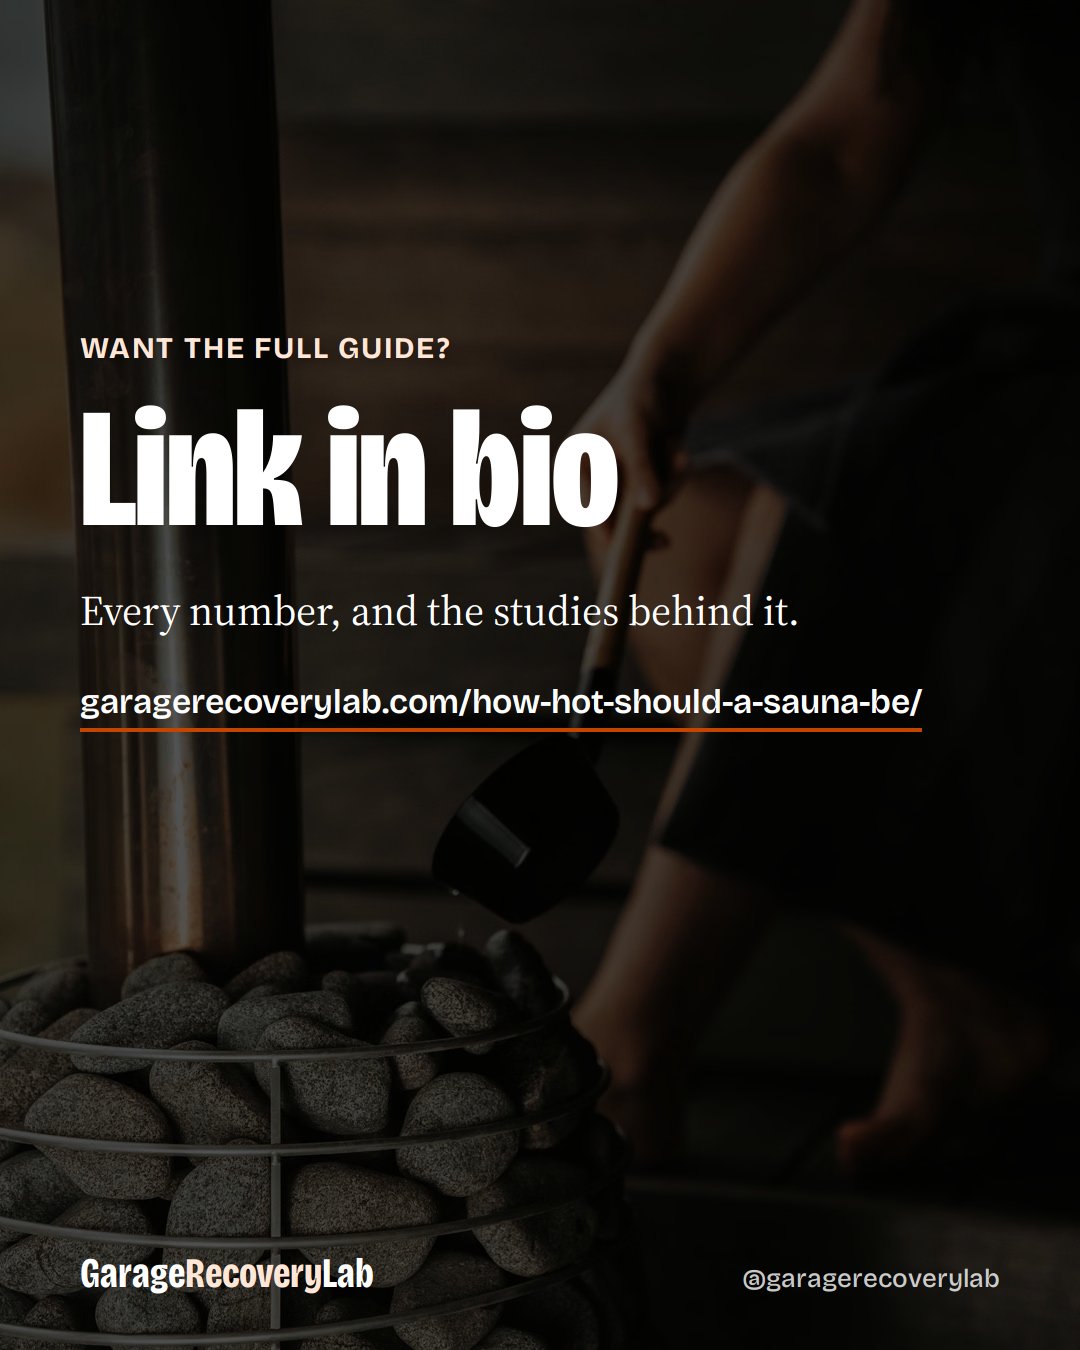 WANT THE FULL GUIDE?
Link in bio
Every number, and the studies behind it.
garagerecoverylab.com/how-hot-should-a-sauna-be/
GarageRecoveryLab
@garagerecoverylab